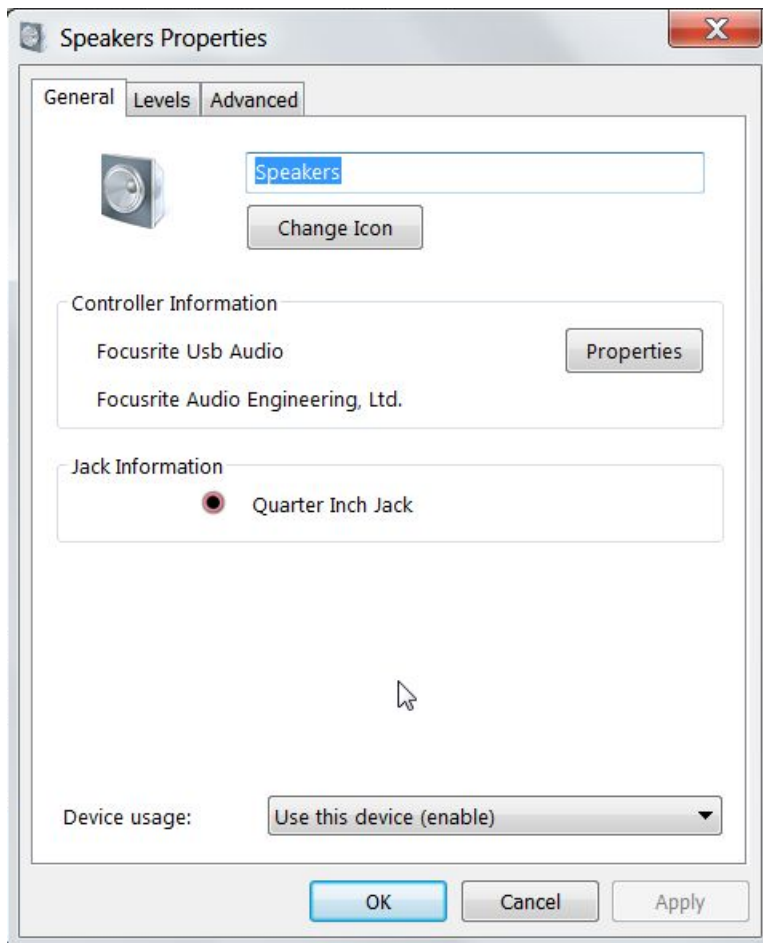 Speakers Properties
General Levels Advanced
Speakers
Change Icon
Controller Information
Focusrite Usb Audio
Properties
Focusrite Audio Engineering, Ltd.
Jack Information
Quarter Inch Jack
Device usage:
Use this device (enable)
OK Cancel Apply